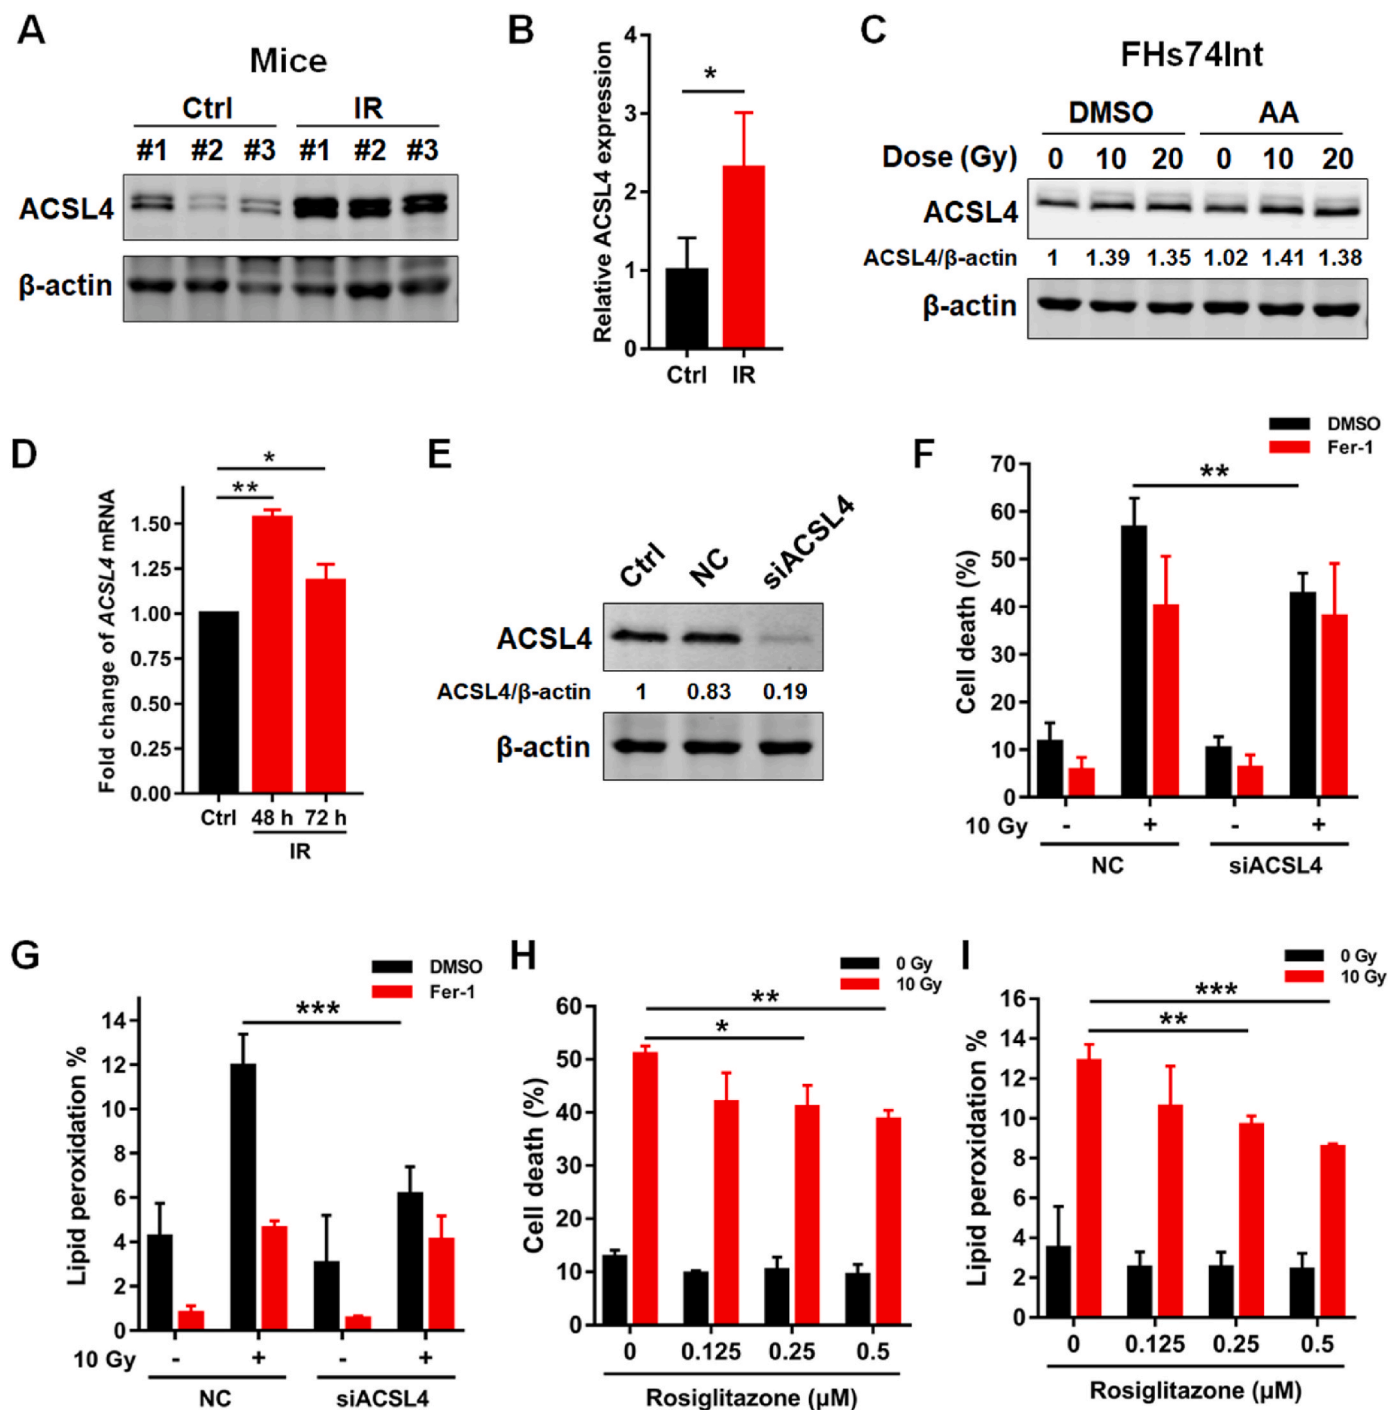 A
Mice
Ctrl IR
#1 #2 #3 #1 #2 #3
ACSL4
β-actin
B
Relative ACSL4 expression
4
3
2
1
0
*
Ctrl IR
C
FHs74Int
DMSO AA
Dose (Gy) 0 10 20 0 10 20
ACSL4
ACSL4/β-actin 1 1.39 1.35 1.02 1.41 1.38
β-actin
D
Fold change of ACSL4 mRNA
1.50
1.25
1.00
0.75
0.50
0.25
0.00
*
**
Ctrl 48 h 72 h
IR
E
Ctrl NC siACSL4
ACSL4
ACSL4/β-actin 1 0.83 0.19
β-actin
F
DMSO
Fer-1
Cell death (%)
70
60
50
40
30
20
10
0
**
10 Gy - + - +
NC siACSL4
G
DMSO
Fer-1
Lipid peroxidation %
14
12
10
8
6
4
2
0
***
10 Gy - + - +
NC siACSL4
H
0 Gy
10 Gy
Cell death (%)
60
50
40
30
20
10
0
**
*
0 0.125 0.25 0.5
Rosiglitazone (μM)
I
0 Gy
10 Gy
Lipid peroxidation %
16
14
12
10
8
6
4
2
0
***
**
0 0.125 0.25 0.5
Rosiglitazone (μM)